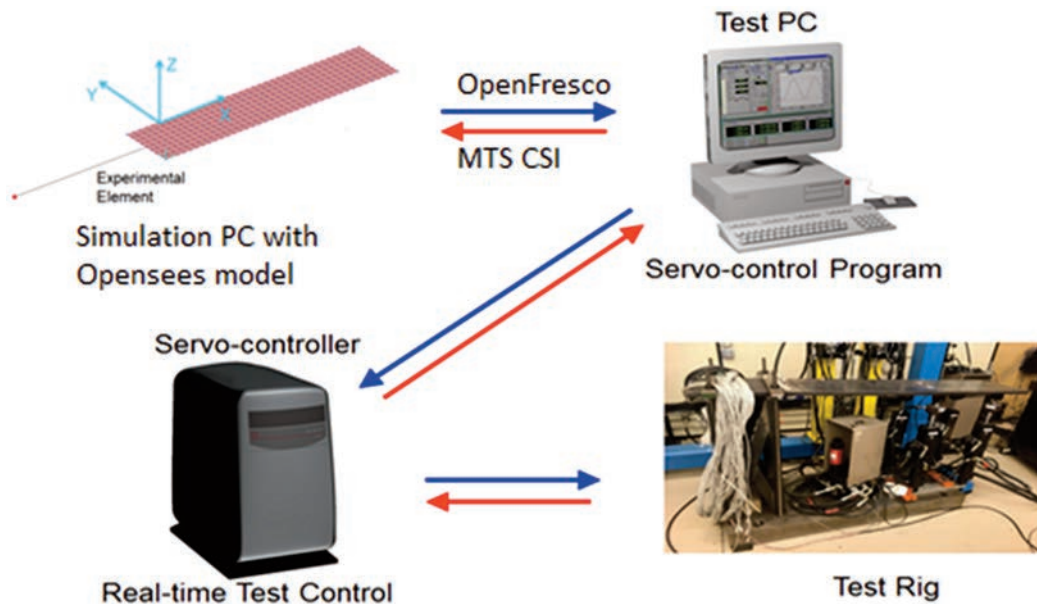 Test PC
Z
Y
X
OpenFresco
MTS CSI
Experimental
Element
Simulation PC with
Opensees model
Servo-control Program
Servo-controller
Real-time Test Control
Test Rig